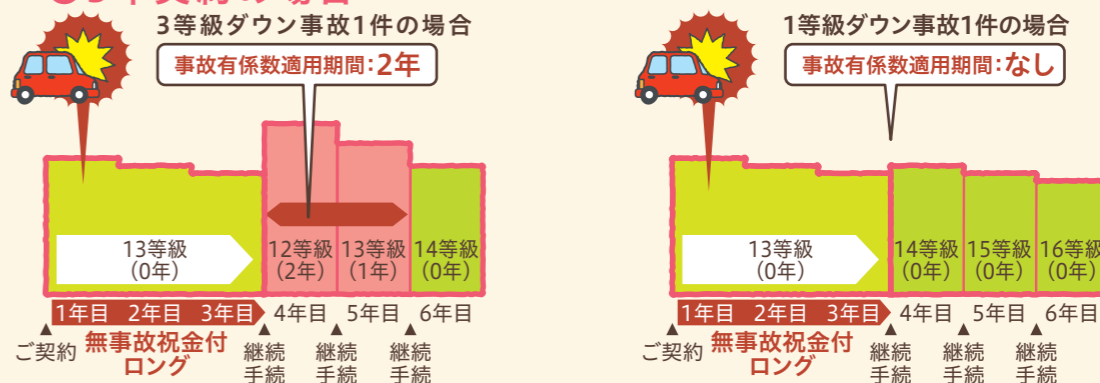 3等級ダウン事故1件の場合
事故有係数適用期間：2年
13等級
（0年）
12等級
（2年）
13等級
（1年）
14等級
（0年）
1年目 2年目 3年目 4年目 5年目 6年目
ご契約
無事故祝金付
ロング
継続
手続
継続
手続
継続
手続
1等級ダウン事故1件の場合
事故有係数適用期間：なし
13等級
（0年）
14等級
（0年）
15等級
（0年）
16等級
（0年）
1年目 2年目 3年目 4年目 5年目 6年目
ご契約
無事故祝金付
ロング
継続
手続
継続
手続
継続
手続